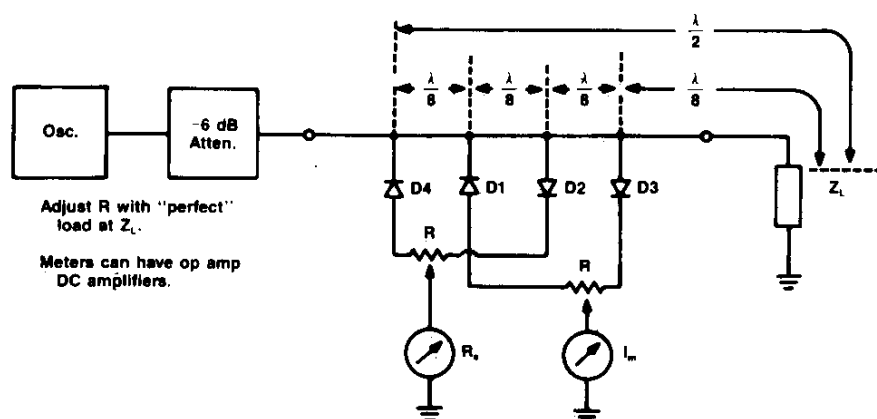 λ/2
λ/8 λ/8 λ/8 λ/8
Osc.
-6 dB
Atten.
D4 D1 D2 D3
Z_L
Adjust R with "perfect"
load at Z_L.
R
R
Meters can have op amp
DC amplifiers.
R_e
I_m